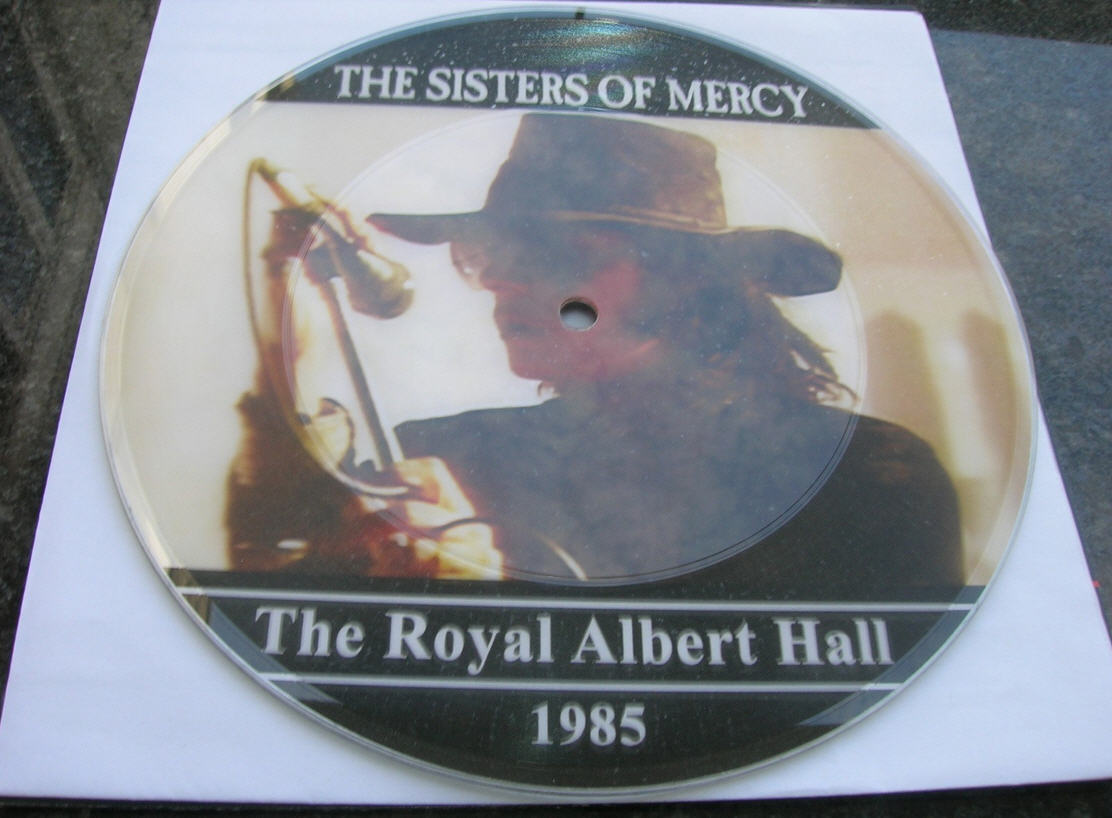 THE SISTERS OF MERCY
The Royal Albert Hall
1985